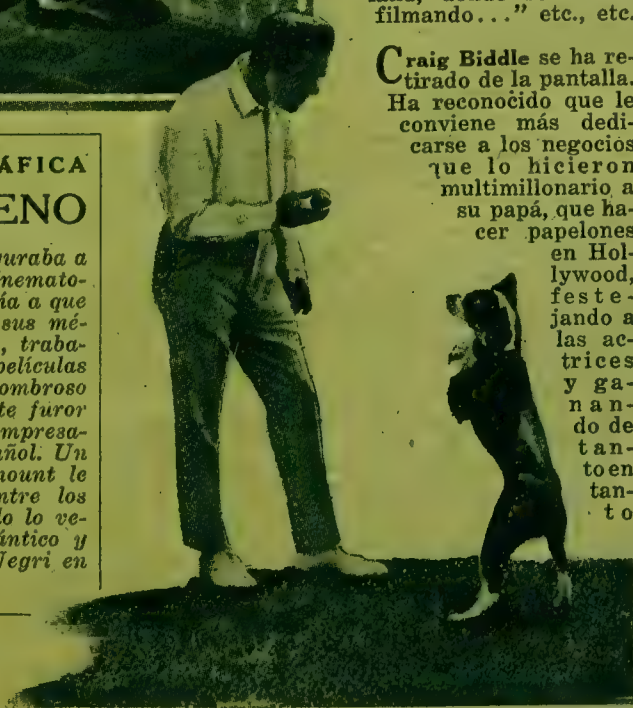 filmando..." etc., etc.
Craig Biddle se ha re-
tirado de la pantalla.
Ha reconocido que le
conviene más dedi-
carse a los negocios
que lo hicieron
multimillonario a
su papá, que ha-
cer papelones
en Hol-
lywood,
feste-
jando a
las ac-
trices
y ga-
nan-
do de
tan-
to en
tan-
to
ÁFICA
ENO
uraba a
nemato-
ía a que
sus mé-
, traba-
películas
ombroso
te furor
mpresa-
añol. Un
mount le
ntre los
lo lo ve-
ántico y
Negri en